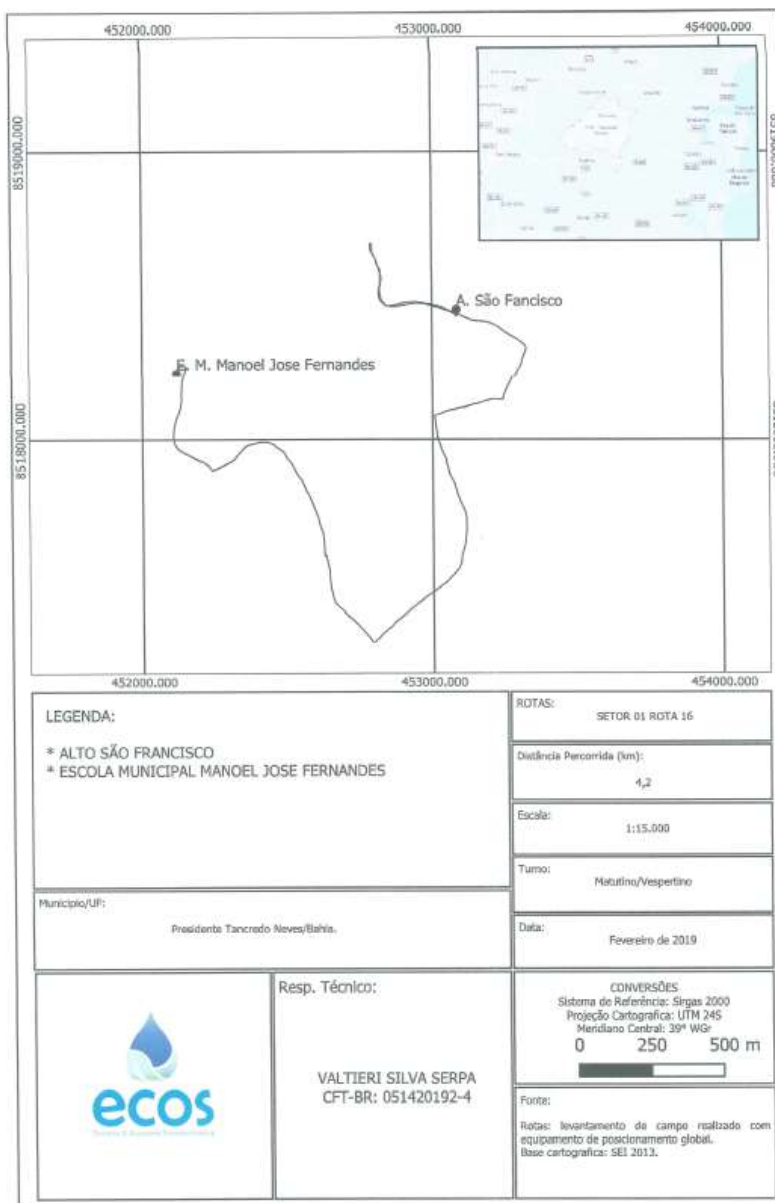 452000.000
453000.000
454000.000
8519000.000
A. São Fancisco
E. M. Manoel Jose Fernandes
8518000.000
452000.000
453000.000
454000.000
LEGENDA:
* ALTO SÃO FRANCISCO
* ESCOLA MUNICIPAL MANOEL JOSE FERNANDES
ROTAS:
SETOR 01 ROTA 16
Distância Percorrida (km):
4,2
Escala:
1:15.000
Turno:
Matutino/Vespertino
Município/UF:
Presidente Tancredo Neves/Bahia.
Data:
Fevereiro de 2019
ecos
Resp. Técnico:
VALTIERI SILVA SERPA
CFT-BR: 051420192-4
CONVERSÕES
Sistema de Referência: Sirgas 2000
Projeção Cartografica: UTM 24S
Meridiano Central: 39º WGr
0 250 500 m
Fonte:
Rotas: levantamento de campo realizado com
equipamento de posicionamento global.
Base cartografica: SEI 2013.